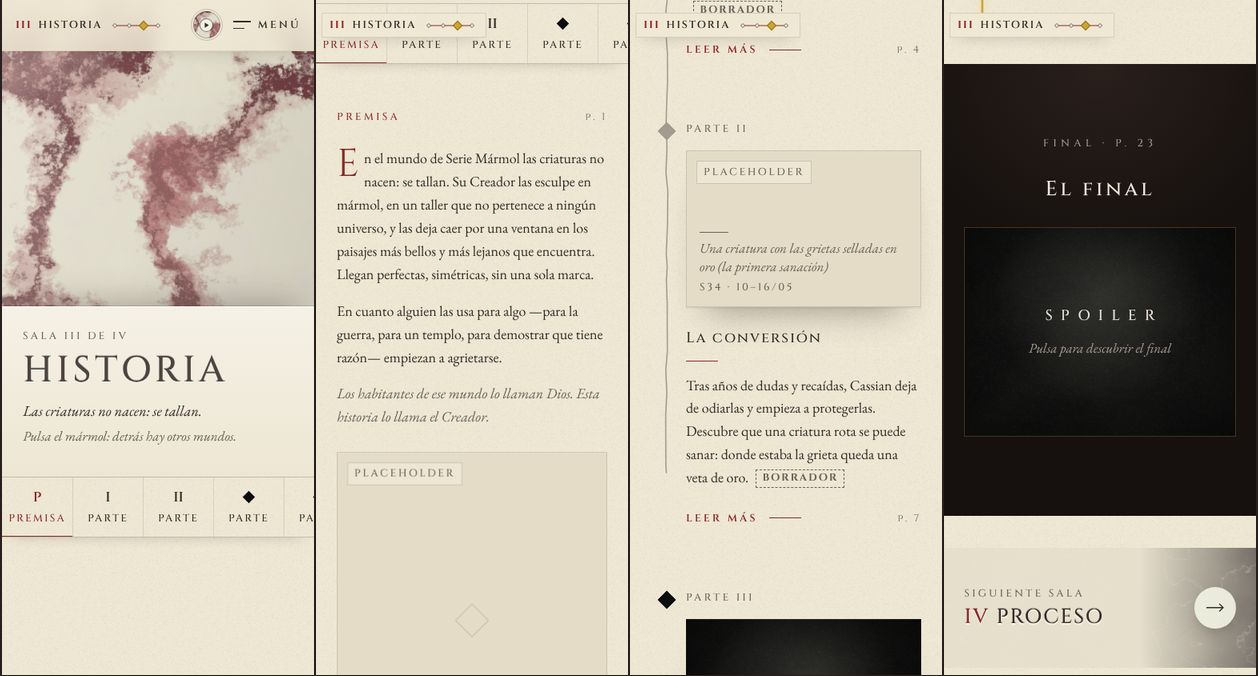 III HISTORIA
MENÚ
SALA III DE IV
HISTORIA
Las criaturas no nacen: se tallan.
Pulsa el mármol: detrás hay otros mundos.
P
PREMISA
I
PARTE
II
PARTE
PARTE
PA
III HISTORIA
II
PREMISA
PARTE
PARTE
PARTE
PA
PREMISA
P. 1
En el mundo de Serie Mármol las criaturas no
nacen: se tallan. Su Creador las esculpe en
mármol, en un taller que no pertenece a ningún
universo, y las deja caer por una ventana en los
paisajes más bellos y más lejanos que encuentra.
Llegan perfectas, simétricas, sin una sola marca.
En cuanto alguien las usa para algo —para la
guerra, para un templo, para demostrar que tiene
razón— empiezan a agrietarse.
Los habitantes de ese mundo lo llaman Dios. Esta
historia lo llama el Creador.
PLACEHOLDER
BORRADOR
III HISTORIA
LEER MÁS
P. 4
PARTE II
PLACEHOLDER
Una criatura con las grietas selladas en
oro (la primera sanación)
S34 · 10–16/05
La conversión
Tras años de dudas y recaídas, Cassian deja
de odiarlas y empieza a protegerlas.
Descubre que una criatura rota se puede
sanar: donde estaba la grieta queda una
veta de oro. BORRADOR
LEER MÁS
P. 7
PARTE III
III HISTORIA
FINAL · P. 23
El final
SPOILER
Pulsa para descubrir el final
SIGUIENTE SALA
IV PROCESO